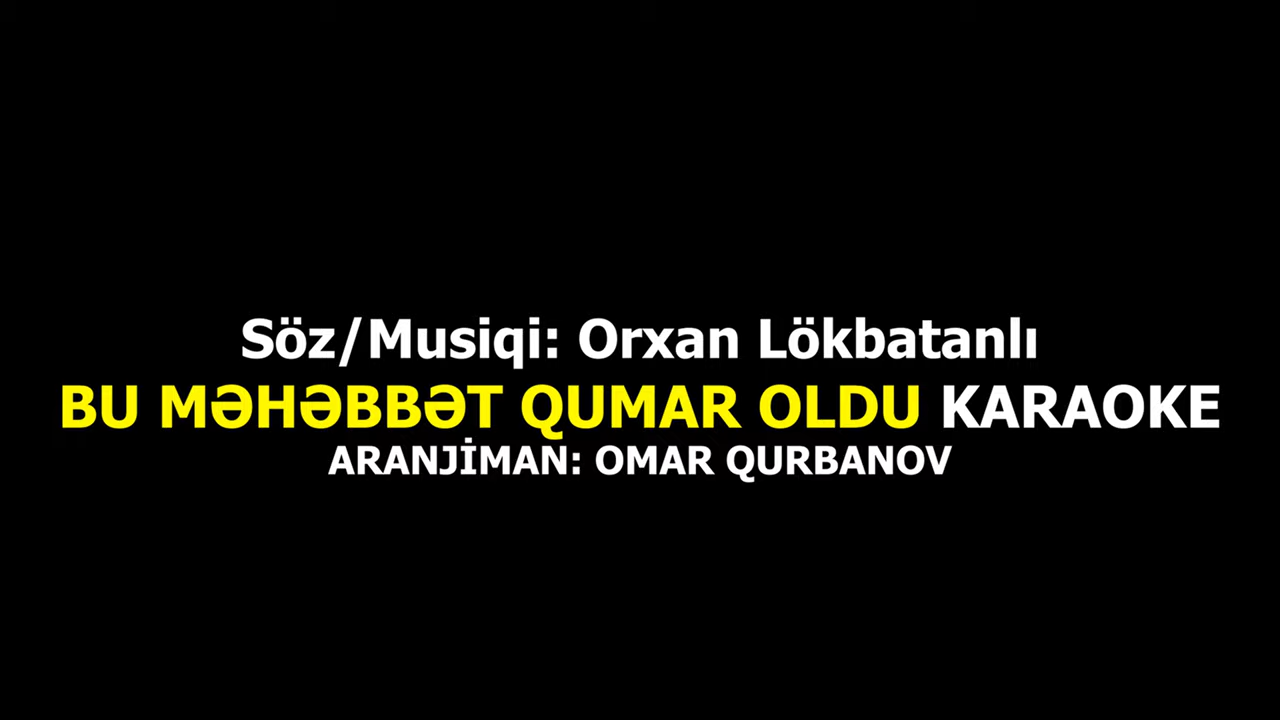 Söz/Musiqi: Orxan Lökbatanlı
BU MƏHƏBBƏT QUMAR OLDU KARAOKE
ARANJİMAN: OMAR QURBANOV